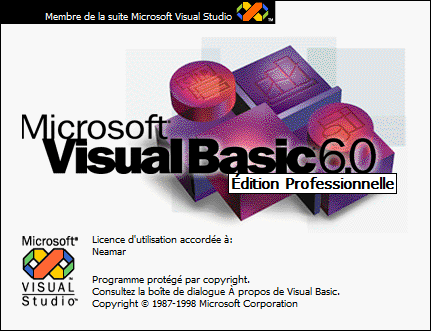 Membre de la suite Microsoft Visual Studio
TM
Microsoft
Visual Basic 6.0
Édition Professionnelle
Microsoft®
VISUAL
Studio™
Licence d'utilisation accordée à:
Neamar
Programme protégé par copyright.
Consultez la boîte de dialogue À propos de Visual Basic.
Copyright © 1987-1998 Microsoft Corporation